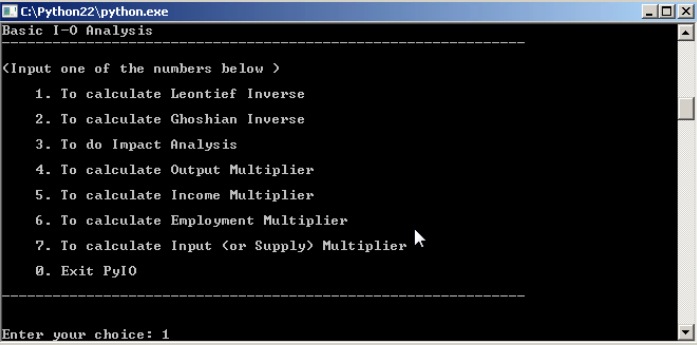 C:\Python22\python.exe
Basic I-O Analysis
(Input one of the numbers below )
1. To calculate Leontief Inverse
2. To calculate Ghoshian Inverse
3. To do Impact Analysis
4. To calculate Output Multiplier
5. To calculate Income Multiplier
6. To calculate Employment Multiplier
7. To calculate Input (or Supply) Multiplier
0. Exit PyIO
Enter your choice: 1